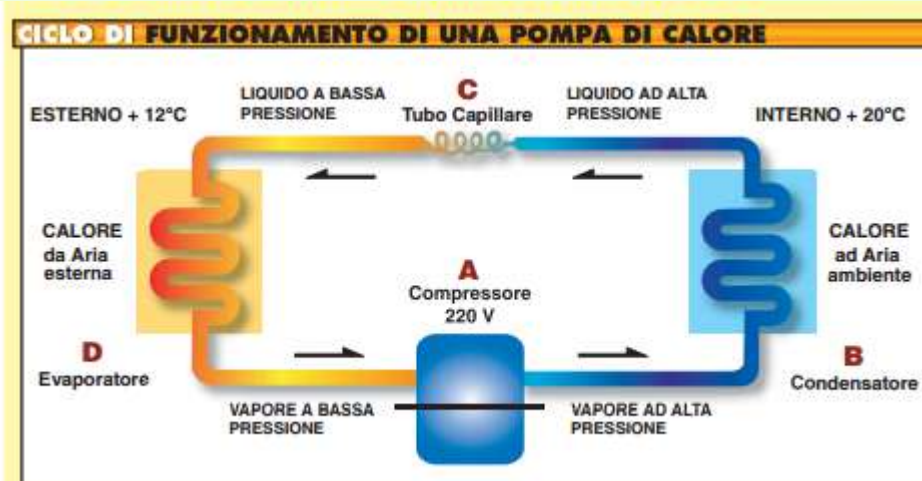 CICLO DI FUNZIONAMENTO DI UNA POMPA DI CALORE
ESTERNO + 12°C
LIQUIDO A BASSA
PRESSIONE
C
Tubo Capillare
LIQUIDO AD ALTA
PRESSIONE
INTERNO + 20°C
CALORE
da Aria
esterna
A
Compressore
220 V
CALORE
ad Aria
ambiente
D
Evaporatore
B
Condensatore
VAPORE A BASSA
PRESSIONE
VAPORE AD ALTA
PRESSIONE